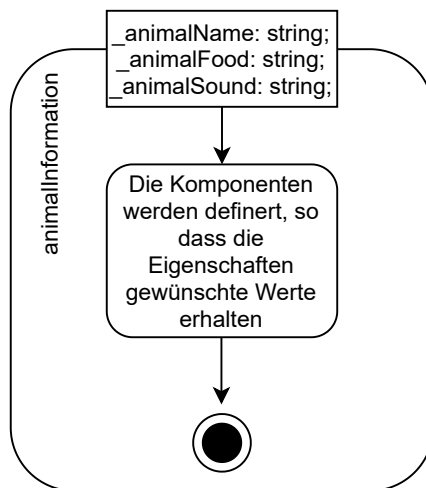 _animalName: string;
_animalFood: string;
_animalSound: string;
animalInformation
Die Komponenten
werden definert, so
dass die
Eigenschaften
gewünschte Werte
erhalten